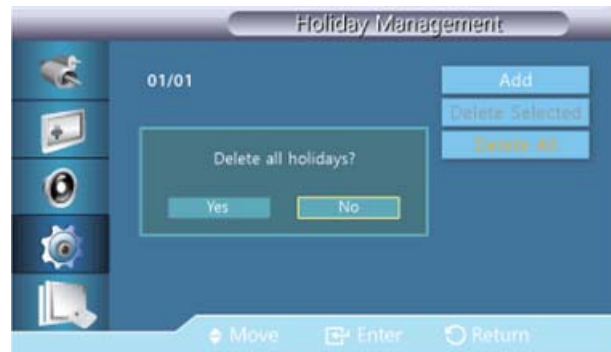 Holiday Management
01/01
Add
Delete Selected
Delete All
Delete all holidays?
Yes No
Move Enter Return